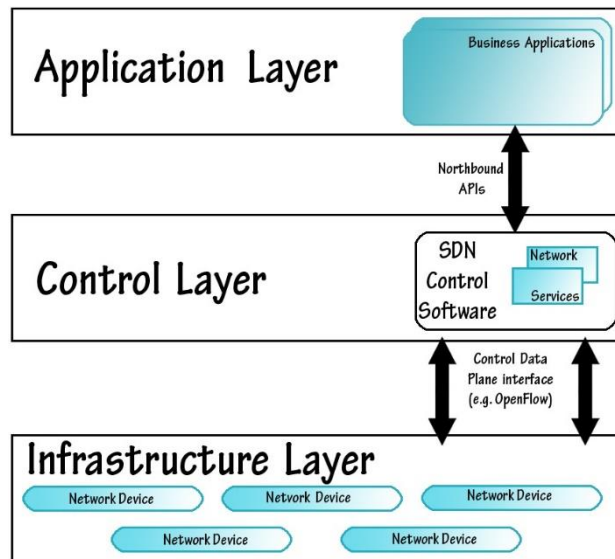 Application Layer
Business Applications
Northbound
APIs
Control Layer
SDN
Control
Software
Network
Services
Control Data
Plane interface
(e.g. OpenFlow)
Infrastructure Layer
Network Device
Network Device
Network Device
Network Device
Network Device